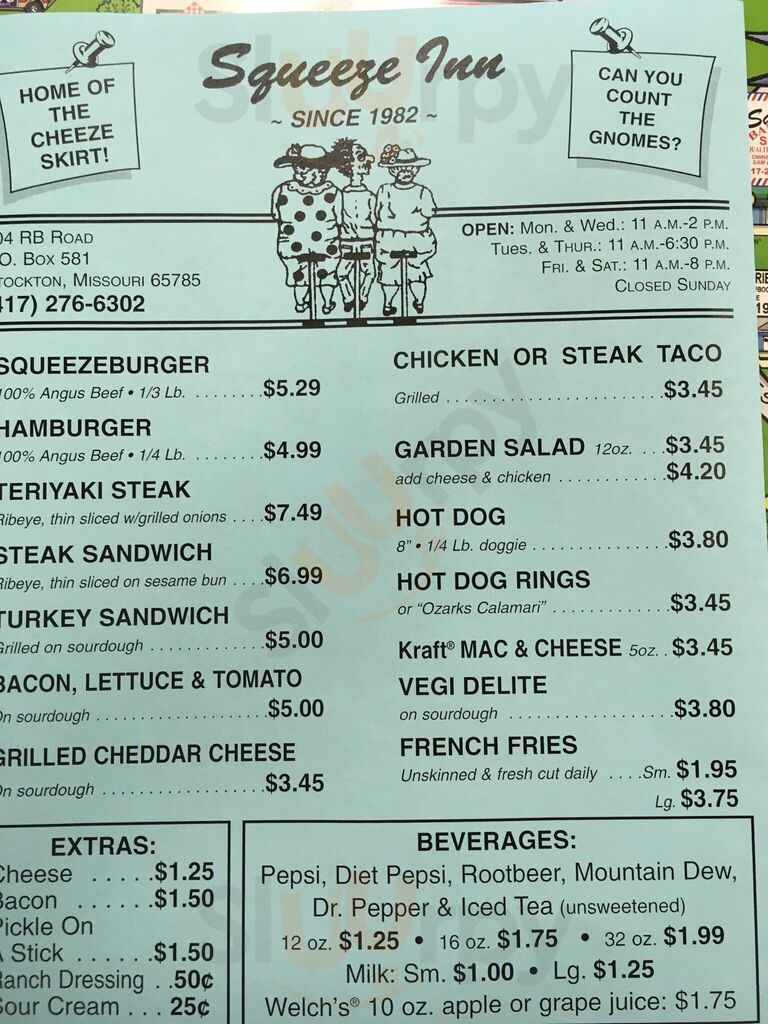 HOME OF
THE
CHEEZE
SKIRT!
Squeeze Inn
~ SINCE 1982 ~
CAN YOU
COUNT
THE
GNOMES?
04 RB ROAD
O. BOX 581
TOCKTON, MISSOURI 65785
417) 276-6302
OPEN: Mon. & Wed.: 11 A.M.-2 P.M.
Tues. & THUR.: 11 A.M.-6:30 P.M.
FRI. & SAT.: 11 A.M.-8 P.M.
CLOSED SUNDAY
SQUEEZEBURGER
100% Angus Beef • 1/3 Lb. ........$5.29
HAMBURGER
100% Angus Beef • 1/4 Lb. ........$4.99
TERIYAKI STEAK
Ribeye, thin sliced w/grilled onions ....$7.49
STEAK SANDWICH
Ribeye, thin sliced on sesame bun ....$6.99
TURKEY SANDWICH
Grilled on sourdough .............$5.00
BACON, LETTUCE & TOMATO
On sourdough ...................$5.00
GRILLED CHEDDAR CHEESE
On sourdough ..................$3.45
CHICKEN OR STEAK TACO
Grilled ........................$3.45
GARDEN SALAD 12oz. ...$3.45
add cheese & chicken ............$4.20
HOT DOG
8" • 1/4 Lb. doggie ...............$3.80
HOT DOG RINGS
or "Ozarks Calamari" .............$3.45
Kraft® MAC & CHEESE 5oz. . $3.45
VEGI DELITE
on sourdough ..................$3.80
FRENCH FRIES
Unskinned & fresh cut daily ....Sm. $1.95
Lg. $3.75
EXTRAS:
Cheese .....$1.25
Bacon ......$1.50
Pickle On
A Stick ......$1.50
Ranch Dressing ..50¢
Sour Cream ... 25¢
BEVERAGES:
Pepsi, Diet Pepsi, Rootbeer, Mountain Dew,
Dr. Pepper & Iced Tea (unsweetened)
12 oz. $1.25 • 16 oz. $1.75 • 32 oz. $1.99
Milk: Sm. $1.00 • Lg. $1.25
Welch's® 10 oz. apple or grape juice: $1.75
sluurpy
sluurpy
sluurpy